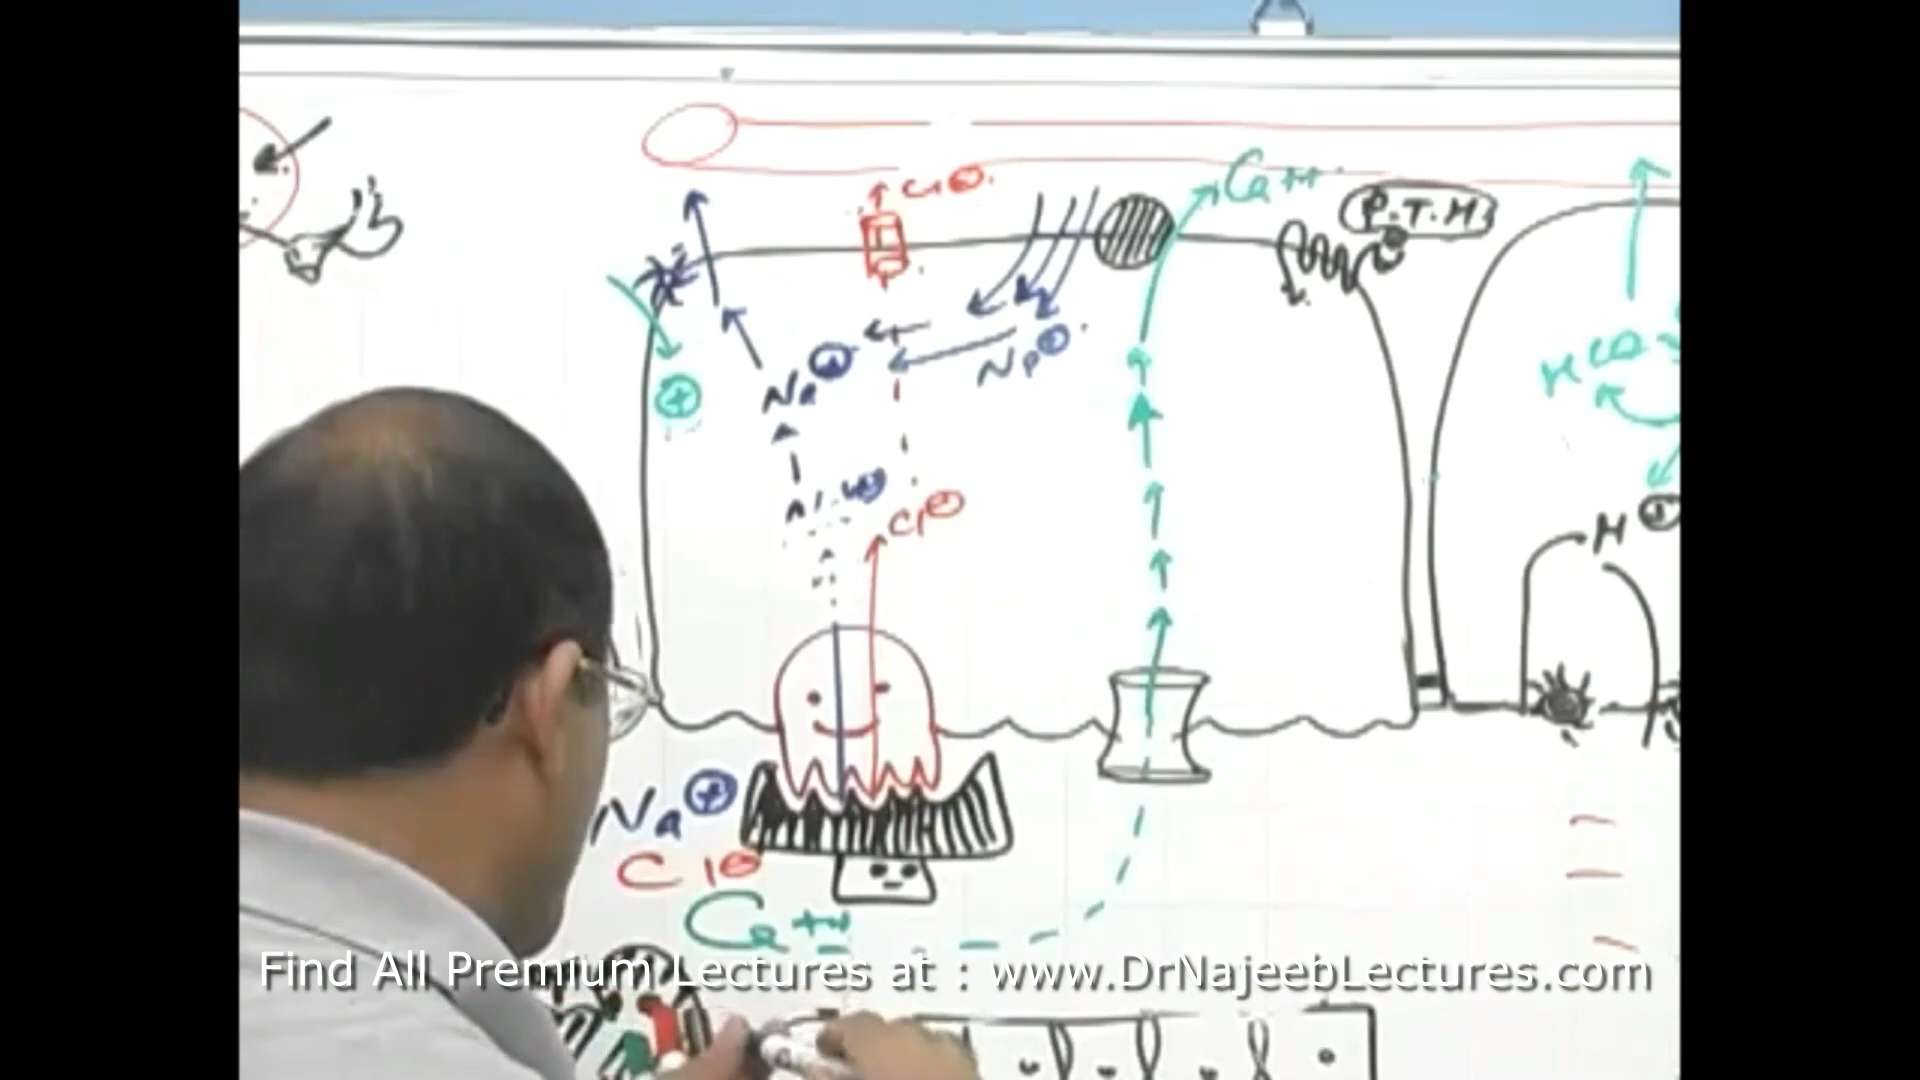 Cl⊖
Ca++
P.T.H
Na⊕
Na⊕
HCO3
Cl⊖
H⊕
Na⊕
Cl⊖
Ca++
Find All Premium Lectures at : www.DrNajeebLectures.com